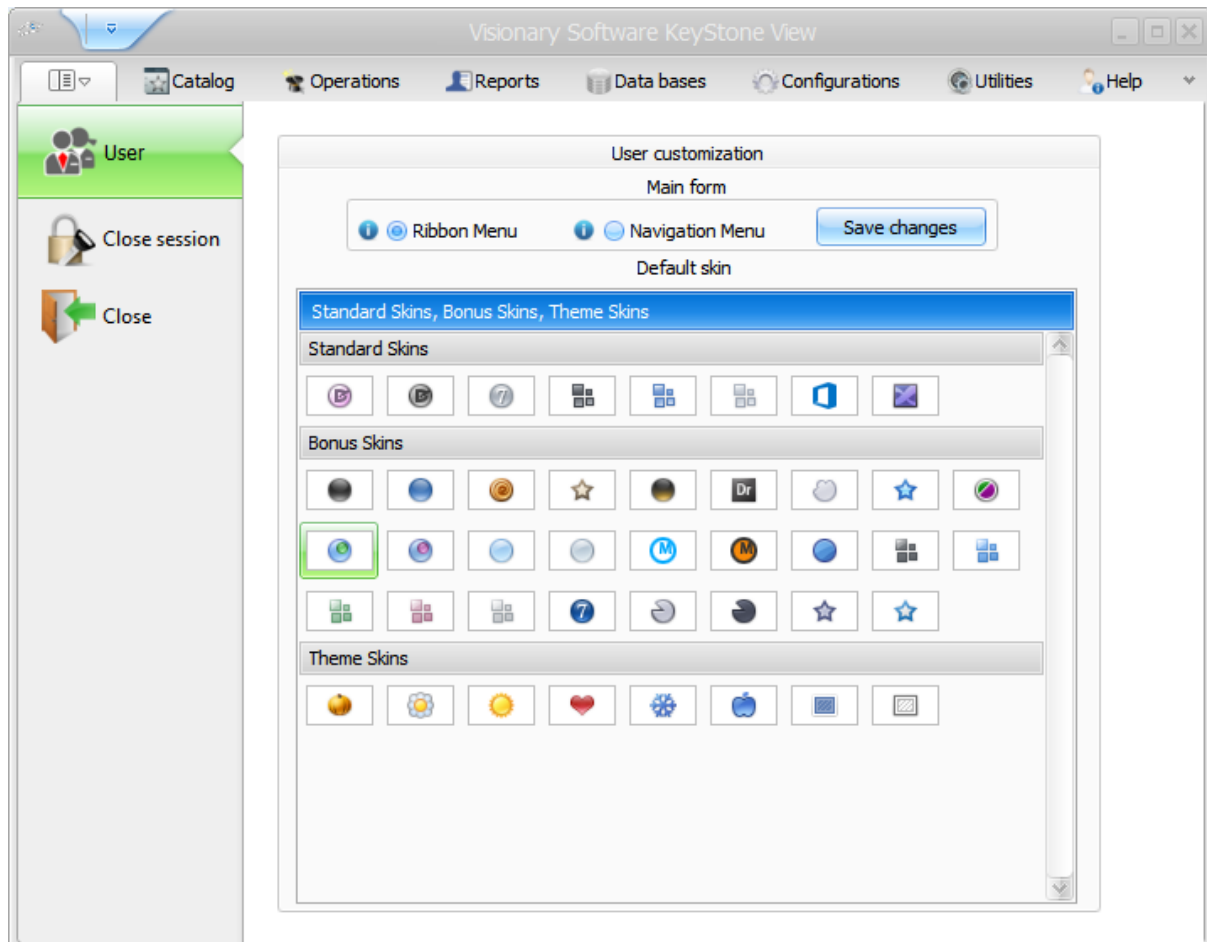 Visionary Software KeyStone View
Catalog Operations Reports Data bases Configurations Utilities Help
User
Close session
Close
User customization
Main form
Ribbon Menu Navigation Menu Save changes
Default skin
Standard Skins, Bonus Skins, Theme Skins
Standard Skins
7
Bonus Skins
Dr
M M
7
Theme Skins